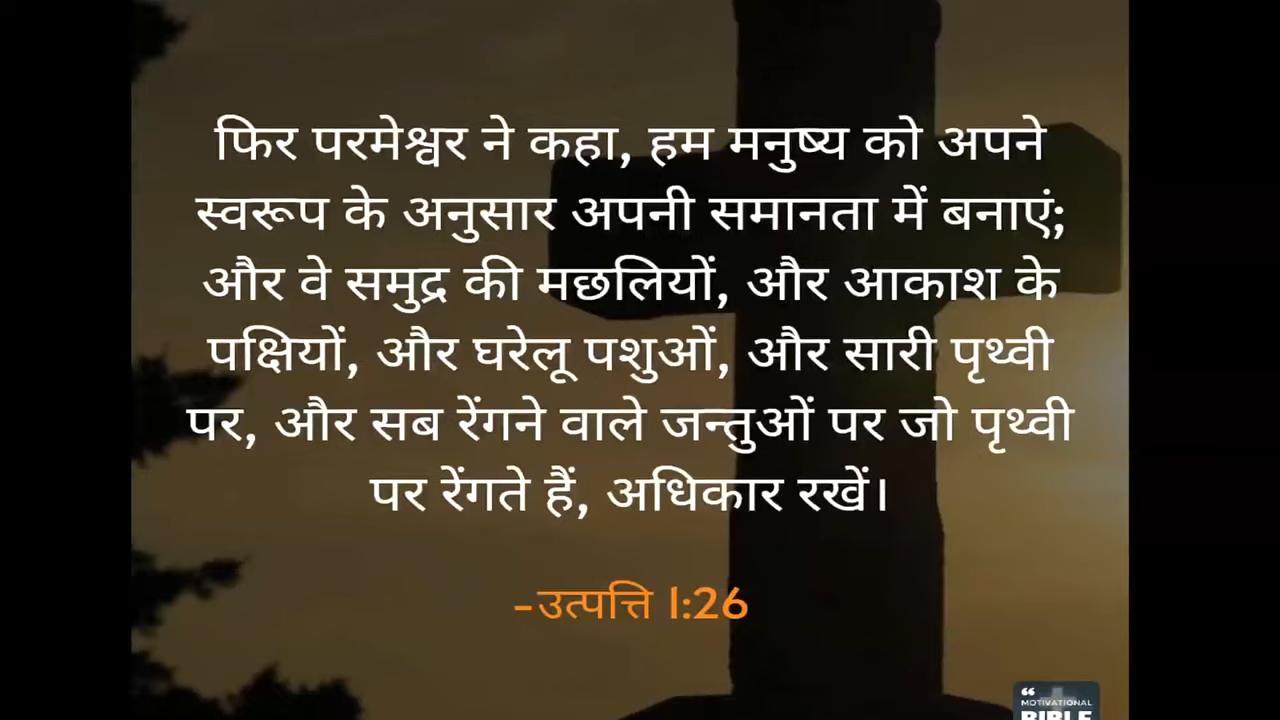 फिर परमेश्वर ने कहा, हम मनुष्य को अपने
स्वरूप के अनुसार अपनी समानता में बनाएं;
और वे समुद्र की मछलियों, और आकाश के
पक्षियों, और घरेलू पशुओं, और सारी पृथ्वी
पर, और सब रेंगने वाले जन्तुओं पर जो पृथ्वी
पर रेंगते हैं, अधिकार रखें।
-उत्पत्ति 1:26
“
MOTIVATIONAL
BIBLE